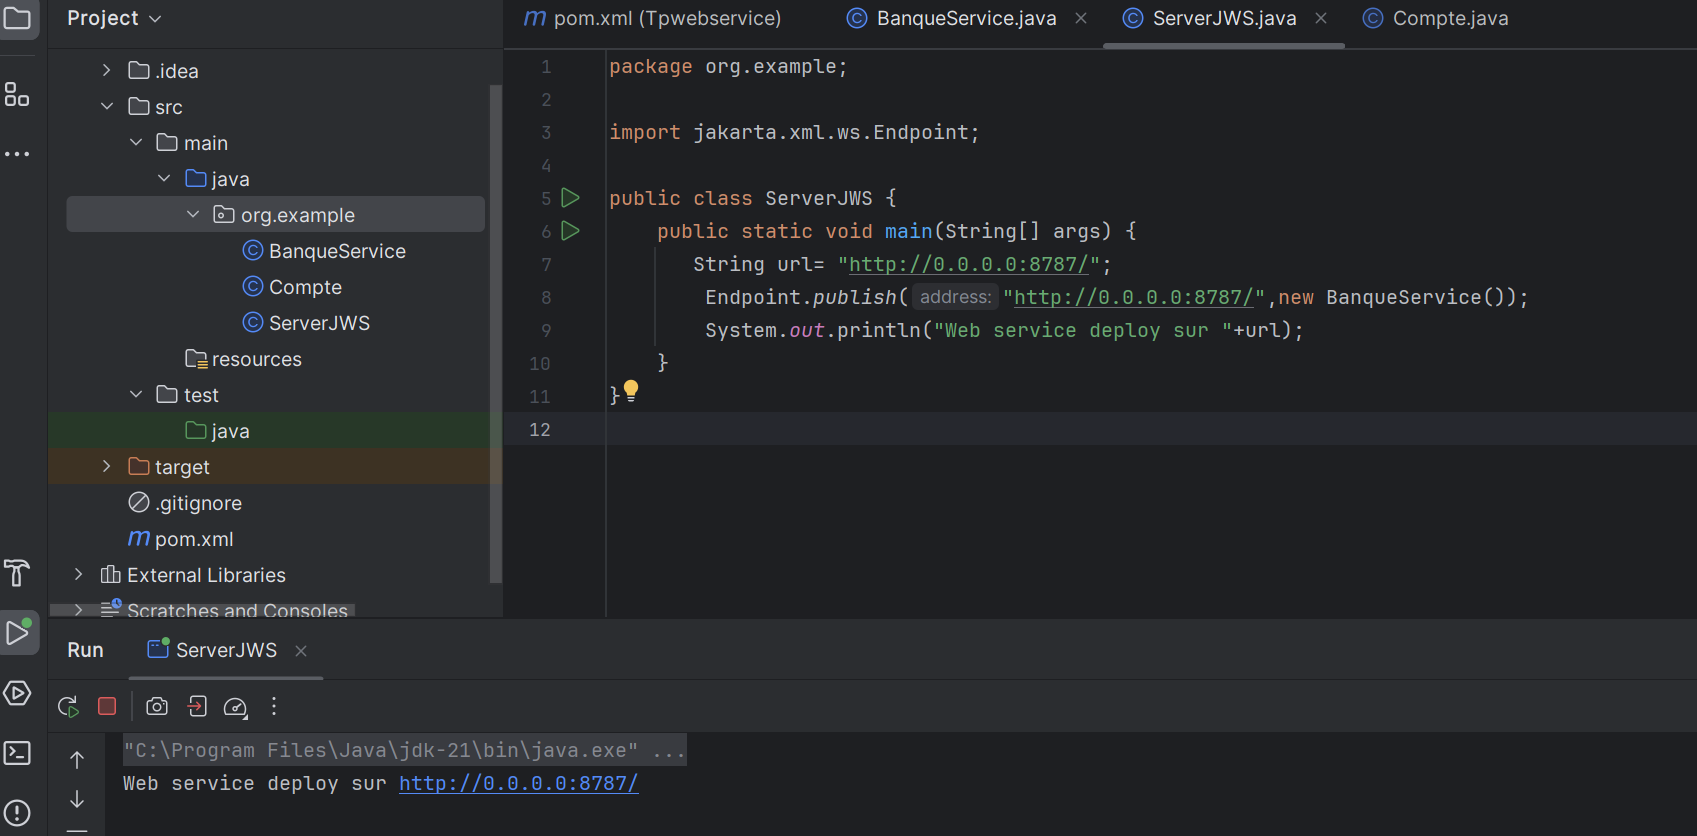 Project
pom.xml (Tpwebservice)
BanqueService.java
ServerJWS.java
Compte.java
.idea
src
main
java
org.example
BanqueService
Compte
ServerJWS
resources
test
java
target
.gitignore
pom.xml
External Libraries
Scratches and Consoles
1 package org.example;
2
3 import jakarta.xml.ws.Endpoint;
4
5 public class ServerJWS {
6 public static void main(String[] args) {
7 String url= "http://0.0.0.0:8787/";
8 Endpoint.publish( address: "http://0.0.0.0:8787/",new BanqueService());
9 System.out.println("Web service deploy sur "+url);
10 }
11 }
12
Run
ServerJWS
"C:\Program Files\Java\jdk-21\bin\java.exe" ...
Web service deploy sur http://0.0.0.0:8787/